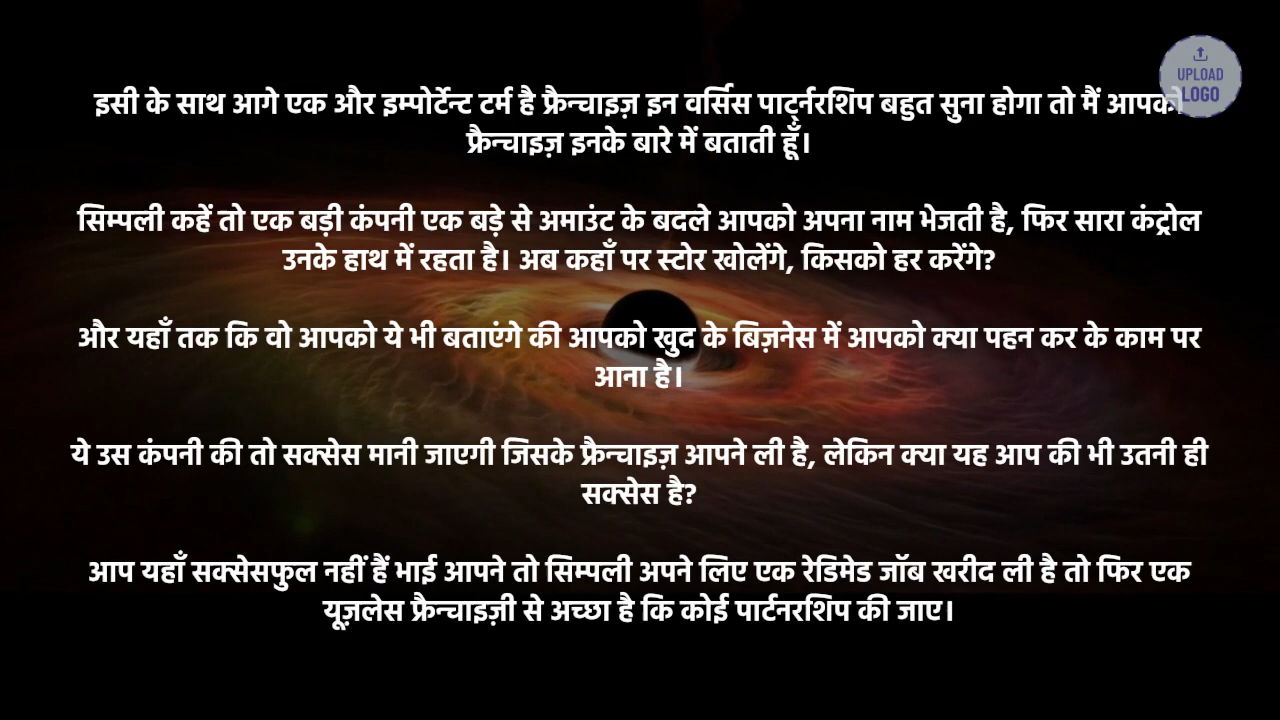 इसी के साथ आगे एक और इम्पोर्टेन्ट टर्म है फ्रैन्चाइज़ इन वर्सिस पाट्र्नरशिप बहुत सुना होगा तो मैं आपको
फ्रैन्चाइज़ इनके बारे में बताती हूँ।
सिम्पली कहें तो एक बड़ी कंपनी एक बड़े से अमाउंट के बदले आपको अपना नाम भेजती है, फिर सारा कंट्रोल
उनके हाथ में रहता है। अब कहाँ पर स्टोर खोलेंगे, किसको हर करेंगे?
और यहाँ तक कि वो आपको ये भी बताएंगे की आपको खुद के बिज़नेस में आपको क्या पहन कर के काम पर
आना है।
ये उस कंपनी की तो सक्सेस मानी जाएगी जिसके फ्रैन्चाइज़ आपने ली है, लेकिन क्या यह आप की भी उतनी ही
सक्सेस है?
आप यहाँ सक्सेसफुल नहीं हैं भाई आपने तो सिम्पली अपने लिए एक रेडिमेड जॉब खरीद ली है तो फिर एक
यूज़लेस फ्रैन्चाइज़ी से अच्छा है कि कोई पार्टनरशिप की जाए।
UPLOAD
LOGO